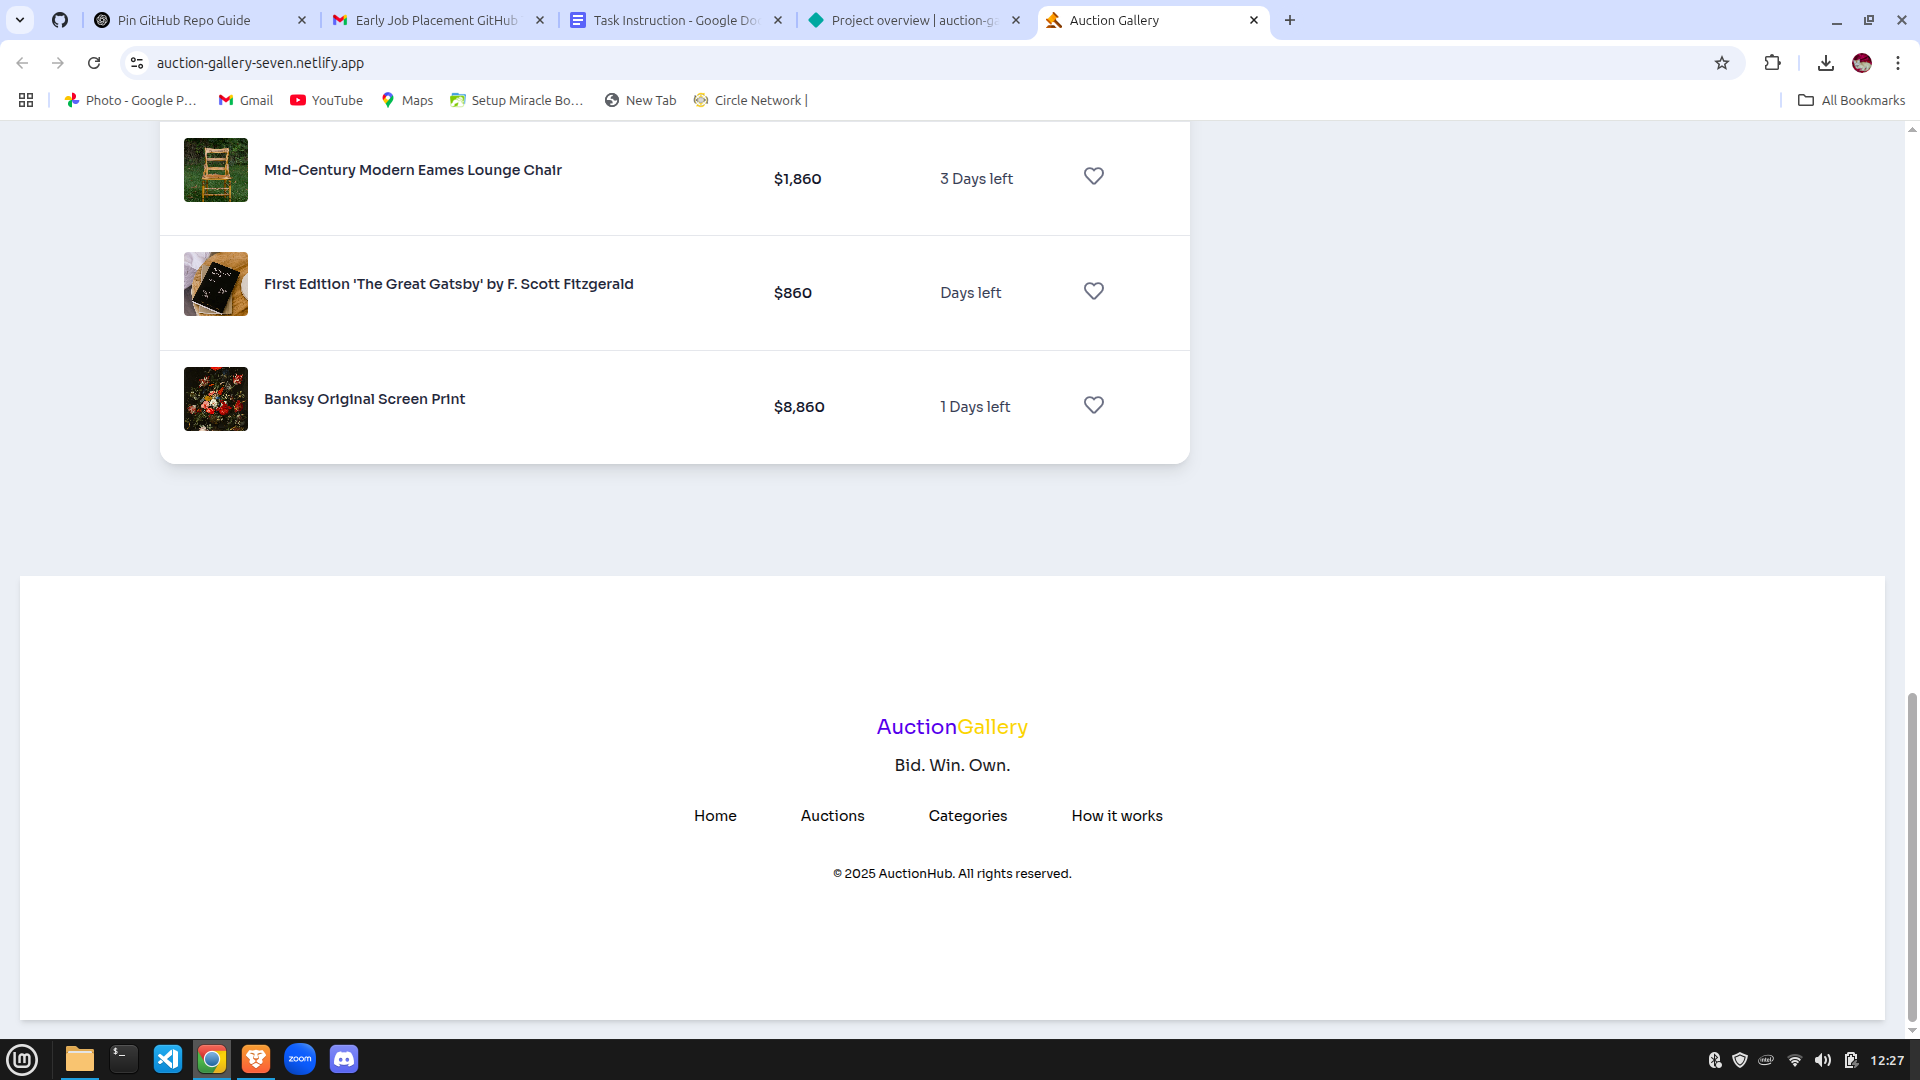 Pin GitHub Repo Guide
Early Job Placement GitHub
Task Instruction - Google Do
Project overview | auction-ga
Auction Gallery
auction-gallery-seven.netlify.app
Photo - Google P...
Gmail
YouTube
Maps
Setup Miracle Bo...
New Tab
Circle Network |
All Bookmarks
Mid-Century Modern Eames Lounge Chair $1,860 3 Days left
First Edition 'The Great Gatsby' by F. Scott Fitzgerald $860 Days left
Banksy Original Screen Print $8,860 1 Days left
AuctionGallery
Bid. Win. Own.
Home Auctions Categories How it works
© 2025 AuctionHub. All rights reserved.
zoom
12:27